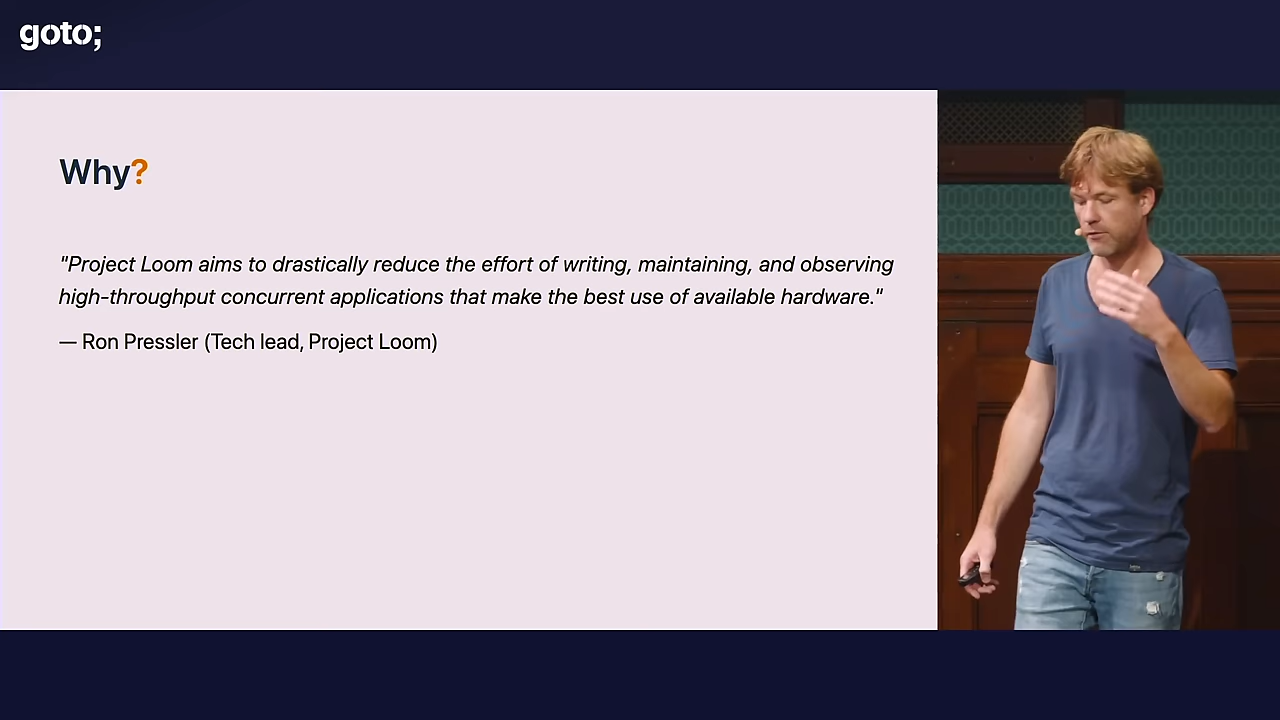 goto;
Why?
"Project Loom aims to drastically reduce the effort of writing, maintaining, and observing
high-throughput concurrent applications that make the best use of available hardware."
— Ron Pressler (Tech lead, Project Loom)